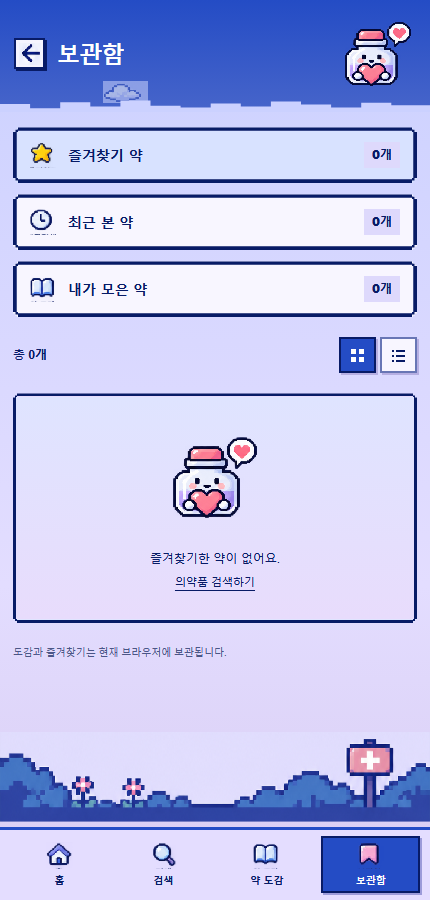 보관함
즐겨찾기 약
0개
최근 본 약
0개
내가 모은 약
0개
총 0개
즐겨찾기한 약이 없어요.
의약품 검색하기
도감과 즐겨찾기는 현재 브라우저에 보관됩니다.
홈
검색
약 도감
보관함